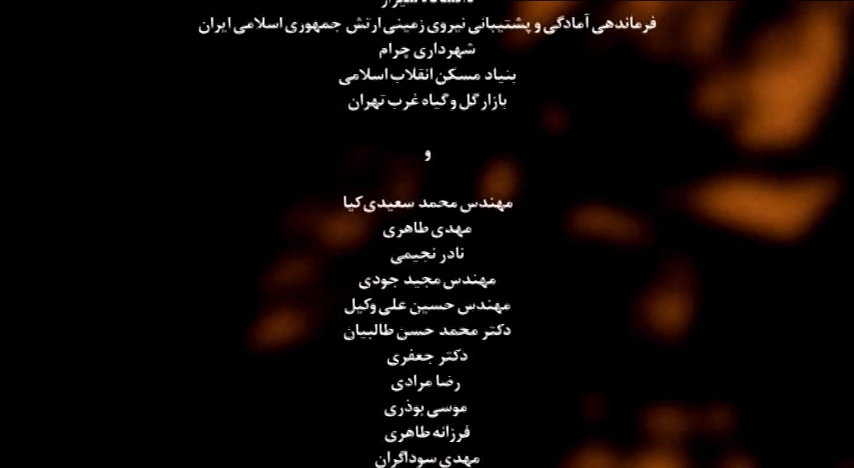 فرماندهی آمادگی و پشتیبانی نیروی زمینی ارتش جمهوری اسلامی ایران
شهرداری چرام
بنیاد مسکن انقلاب اسلامی
بازار گل و گیاه غرب تهران
و
مهندس محمد سعیدی کیا
مهدی طاهری
نادر نجیمی
مهندس مجید جودی
مهندس حسین علی وکیل
دکتر محمد حسن طالبیان
دکتر جعفری
رضا مرادی
موسی بوذری
فرزانه طاهری
مهدی سوداگران